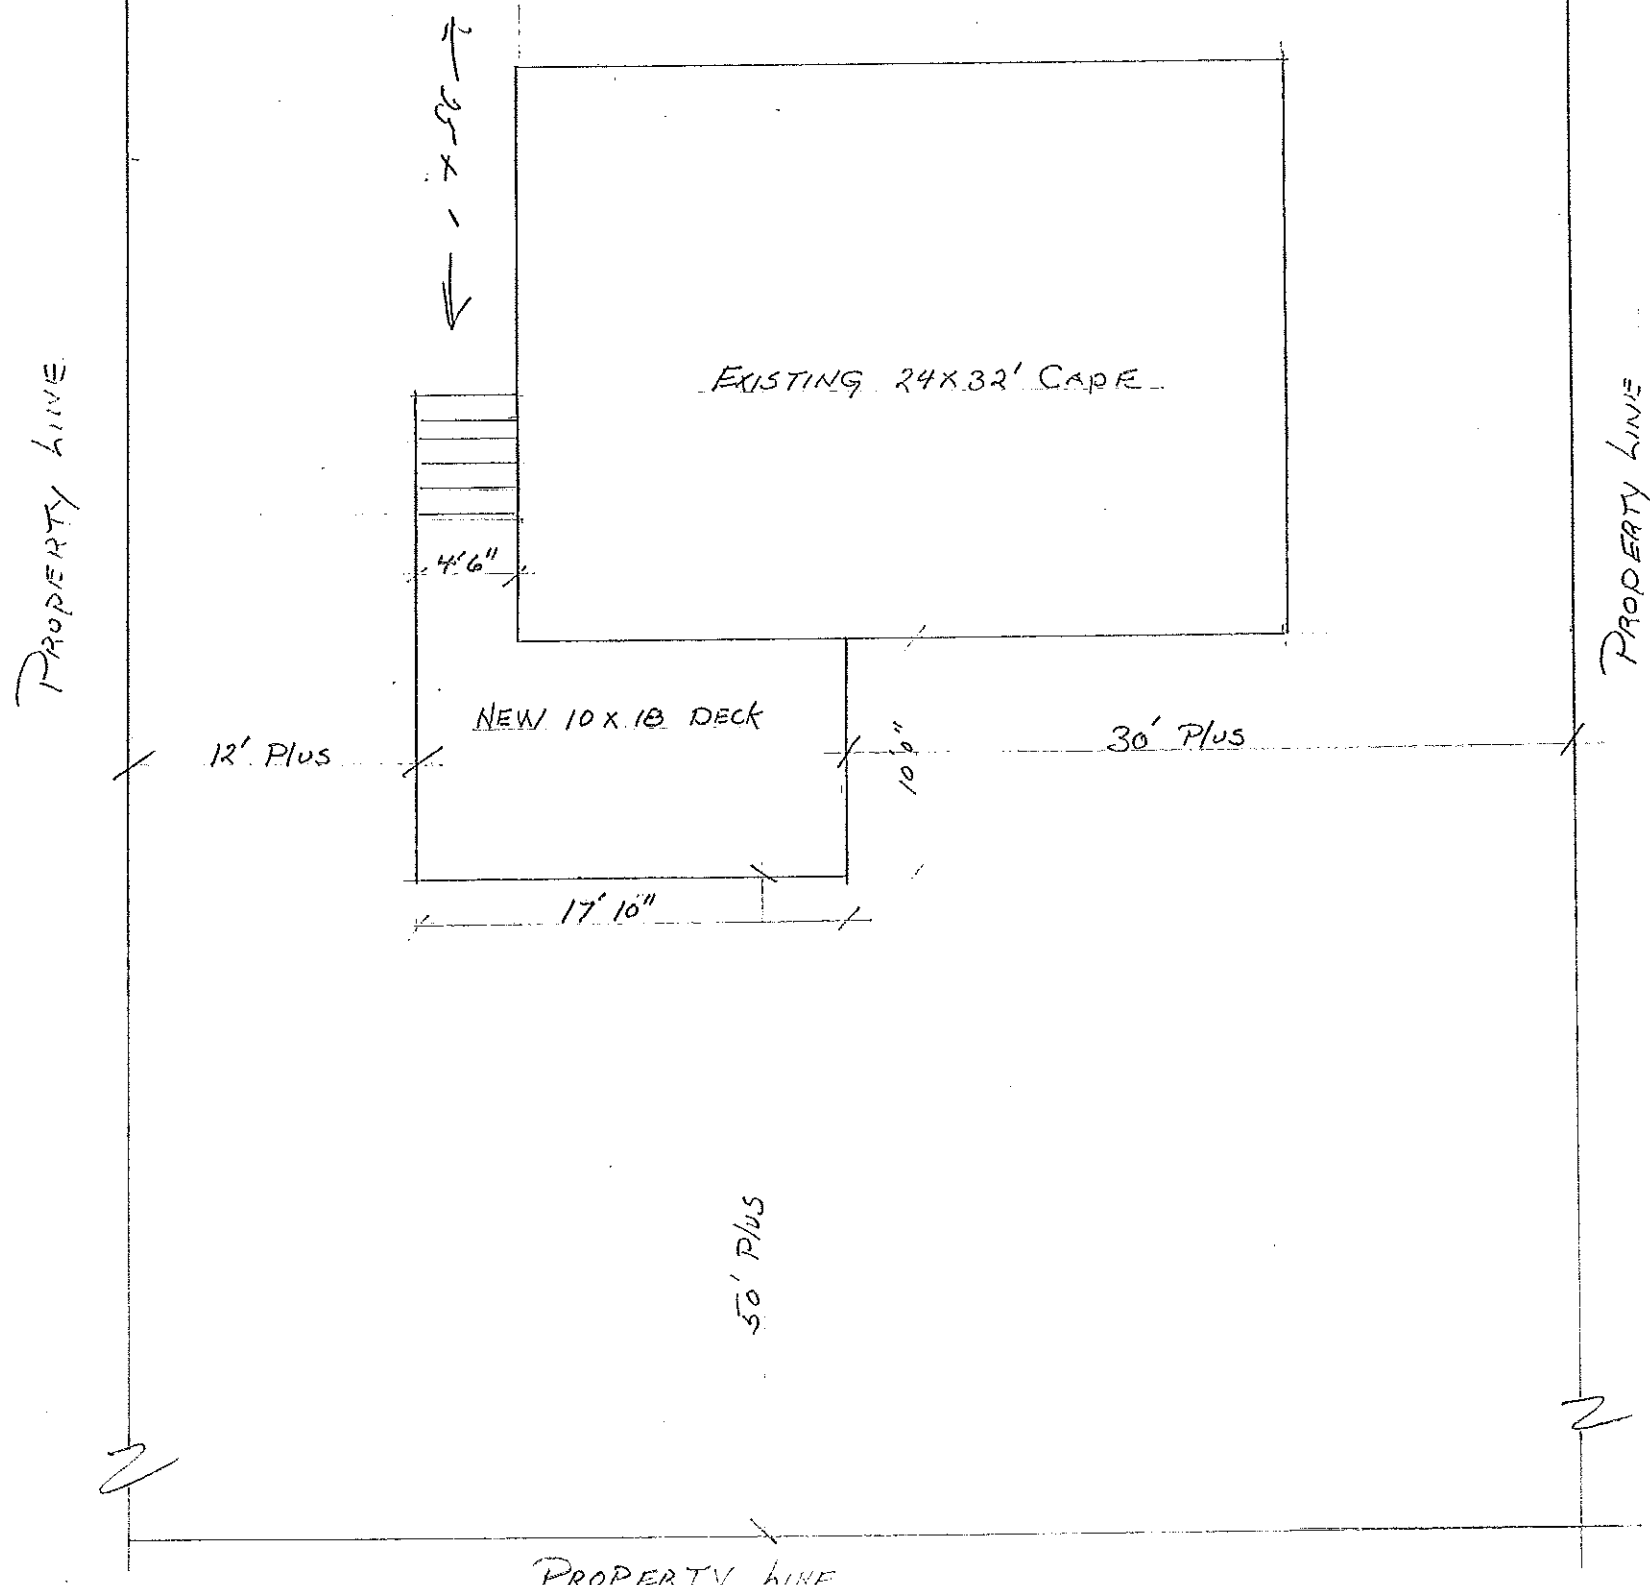 EXISTING 24X32' CAPE
PROPERTY LINE
PROPERTY LINE
4'6"
NEW 10 X 18 DECK
12' Plus
10'0"
30' Plus
17' 10"
50' Plus
PROPERTY LINE